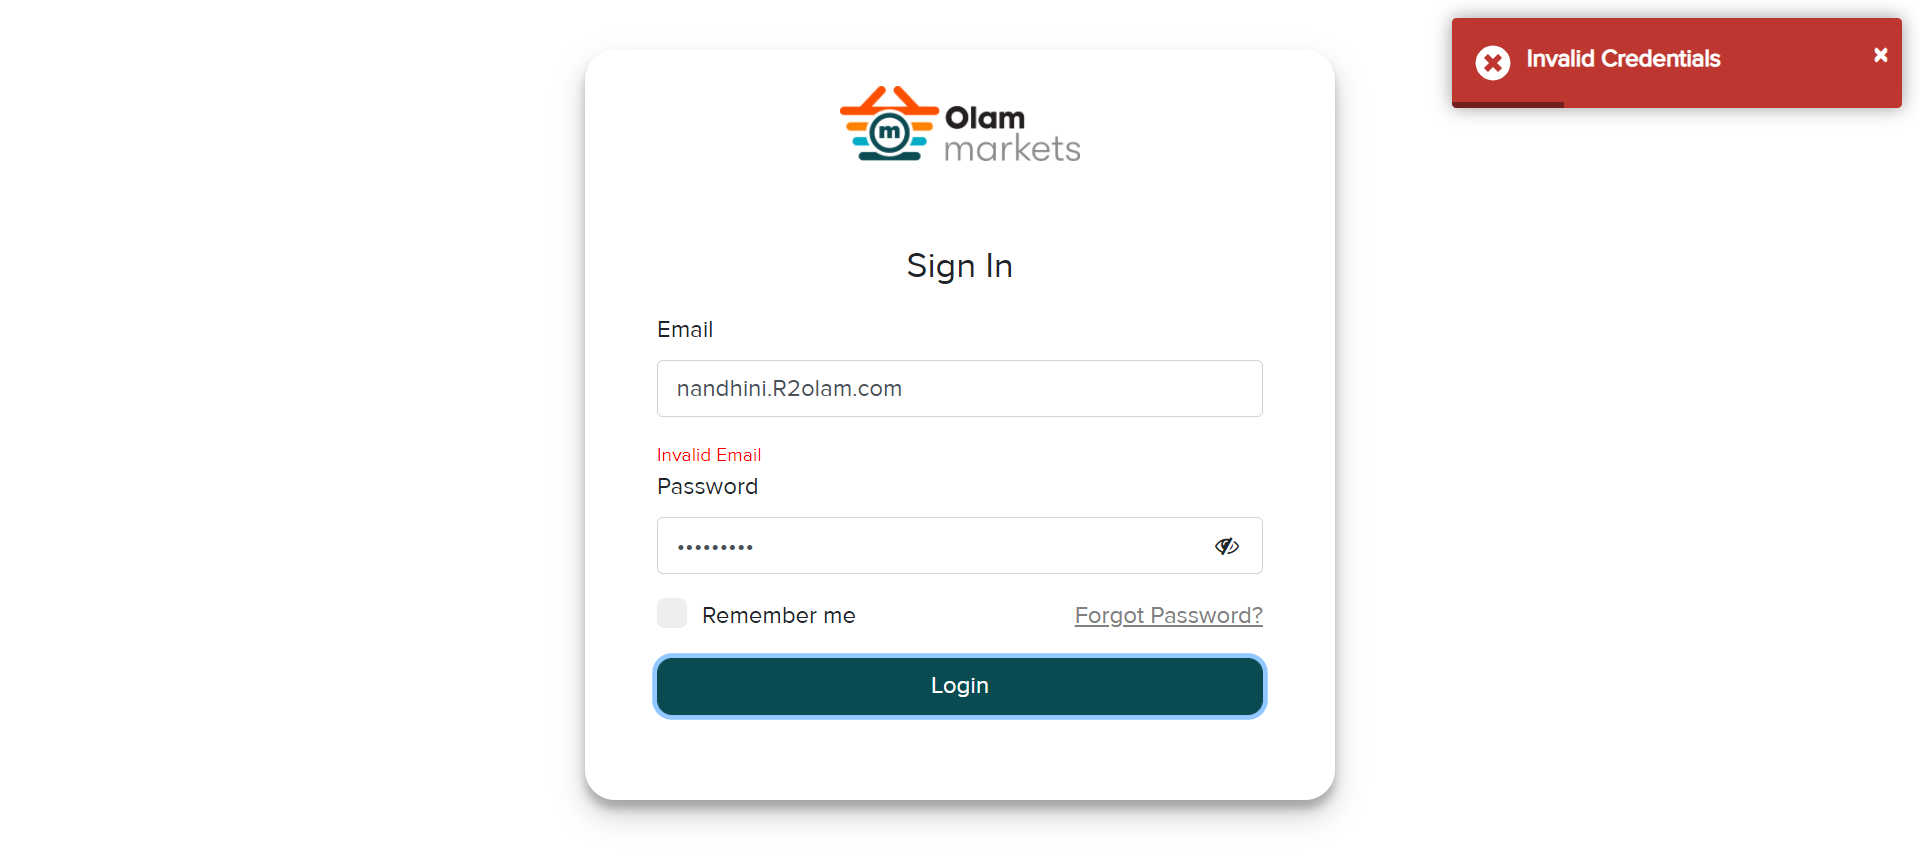 Invalid Credentials
m
Olam
markets
Sign In
Email
nandhini.R2olam.com
Invalid Email
Password
•••••••••
Remember me
Forgot Password?
Login